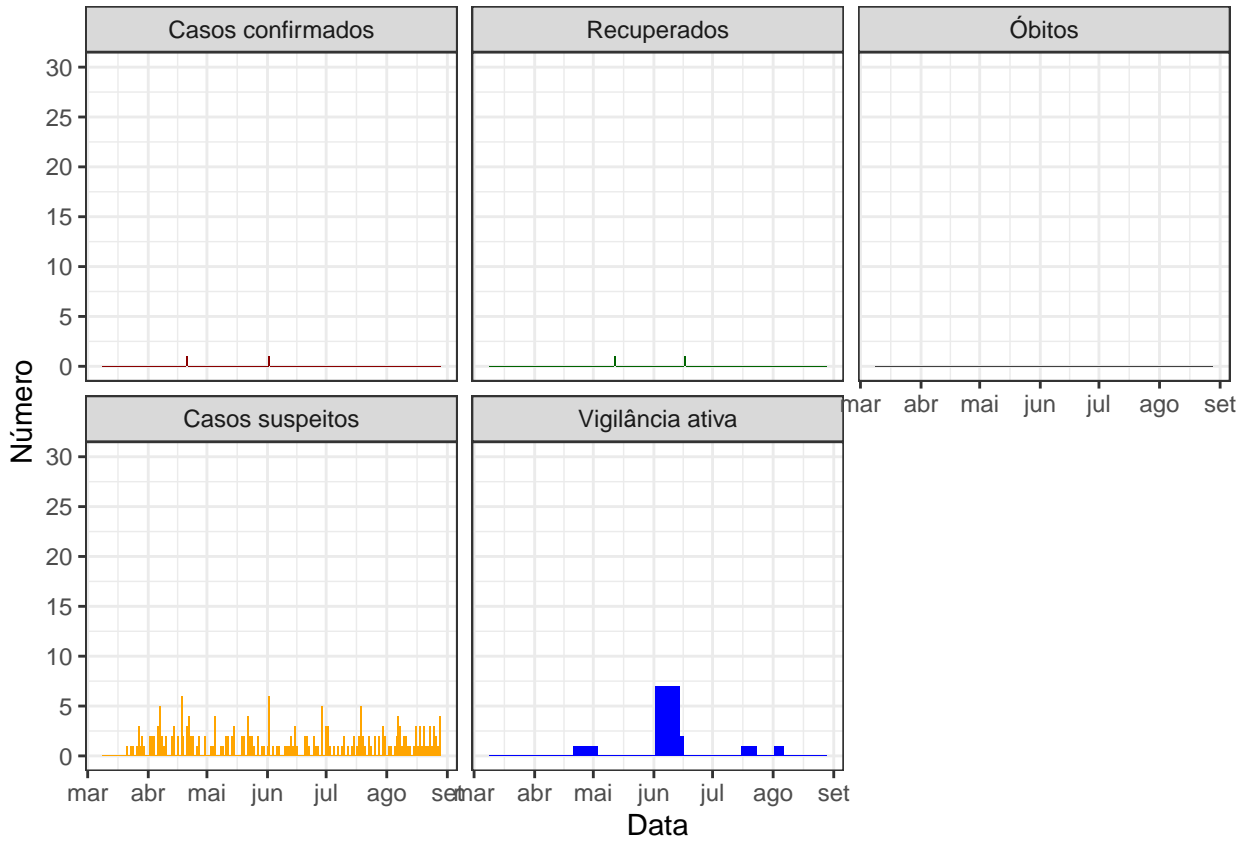 Casos confirmados
Recuperados
Óbitos
30
25
20
15
10
5
0
mar abr mai jun jul ago set
Casos suspeitos
Vigilância ativa
30
25
20
15
10
5
0
mar abr mai jun jul ago set
mar abr mai jun jul ago set
Número
Data